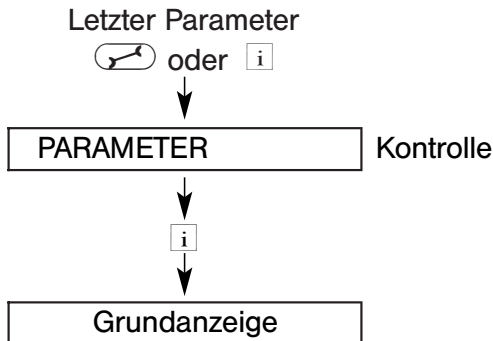 Letzter Parameter
oder i
PARAMETER Kontrolle
i
Grundanzeige